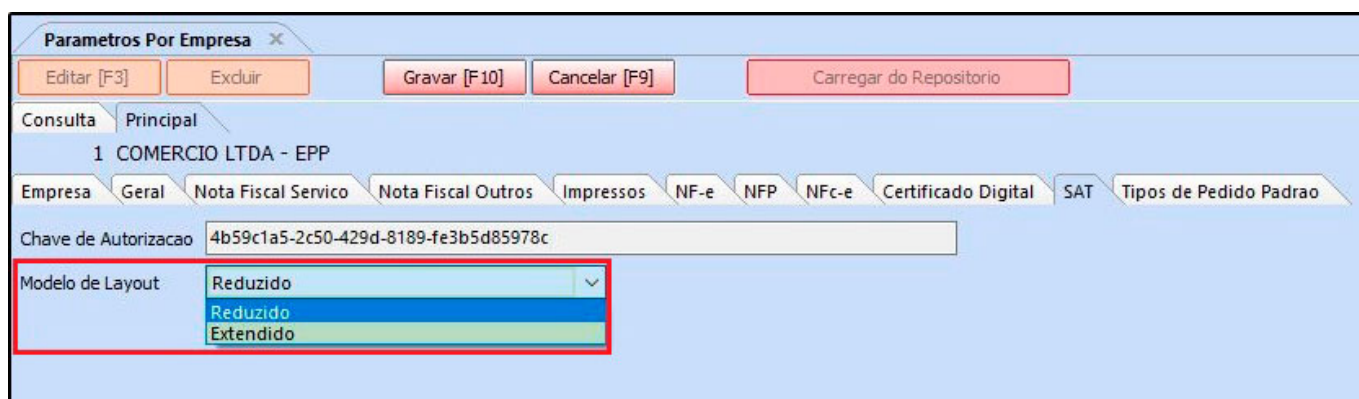 Parametros Por Empresa
Editar [F3] Excluir Gravar [F10] Cancelar [F9] Carregar do Repositorio
Consulta Principal
1 COMERCIO LTDA - EPP
Empresa Geral Nota Fiscal Servico Nota Fiscal Outros Impressos NF-e NFP NFc-e Certificado Digital SAT Tipos de Pedido Padrao
Chave de Autorizacao 4b59c1a5-2c50-429d-8189-fe3b5d85978c
Modelo de Layout Reduzido
Reduzido
Extendido